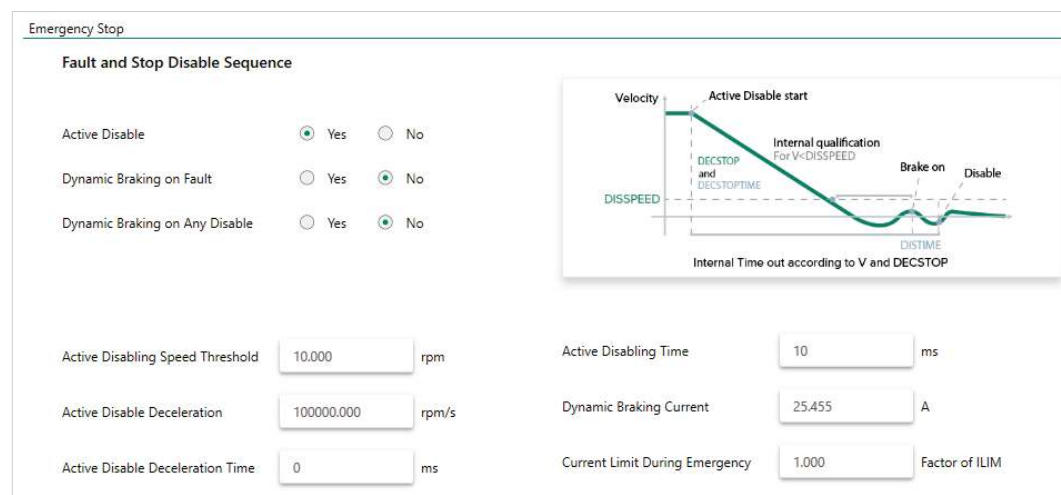 Emergency Stop
Fault and Stop Disable Sequence
Active Disable Yes No
Dynamic Braking on Fault Yes No
Dynamic Braking on Any Disable Yes No
Velocity
Active Disable start
Internal qualification
For V<DISSPEED
DECSTOP
and
DECSTOPTIME
Brake on
Disable
DISSPEED
DISTIME
Internal Time out according to V and DECSTOP
Active Disabling Speed Threshold 10.000 rpm
Active Disabling Time 10 ms
Active Disable Deceleration 100000.000 rpm/s
Dynamic Braking Current 25.455 A
Active Disable Deceleration Time 0 ms
Current Limit During Emergency 1.000 Factor of ILIM